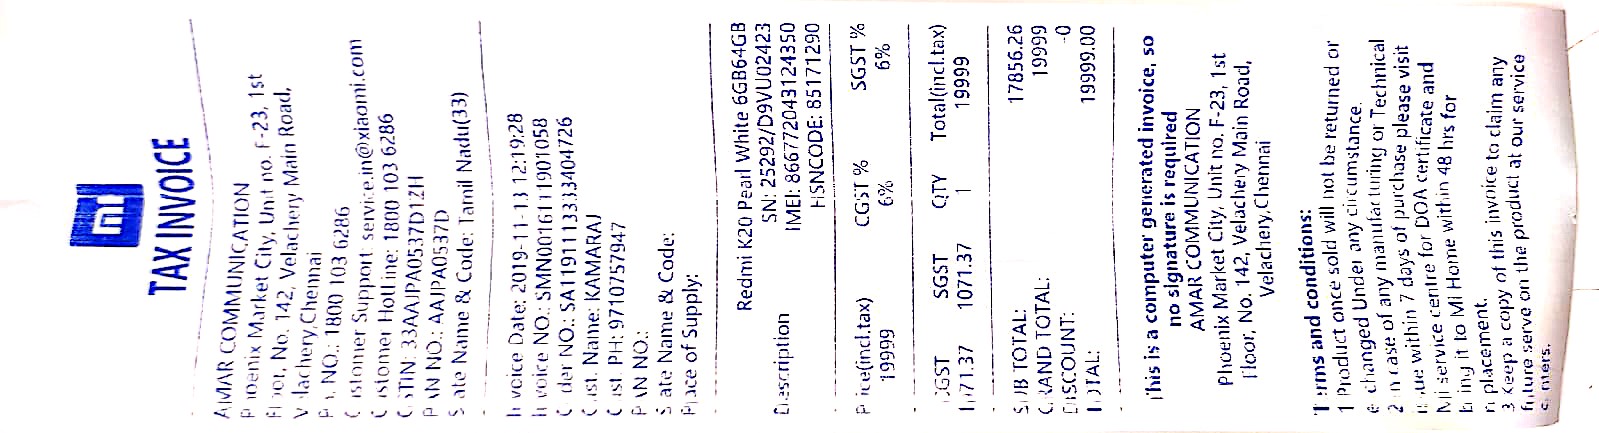 mi
TAX INVOICE
AMAR COMMUNICATION
Phoenix Market City, Unit no. F-23, 1st
Floor, No. 142, Velachery Main Road,
Velachery,Chennai
NO.: 1800 103 6286
Customer Support: service.in@xiaomi.com
Customer Hotline: 1800 103 6286
GSTIN: 33AAJPA0537D1ZH
PAN NO.: AAJPA0537D
State Name & Code: Tamil Nadu(33)
Invoice Date: 2019-11-13 12:19:28
Invoice NO.: SMN0016111901058
Order NO.: SA1191113333404726
Cust. Name: KAMARAJ
Cust. PH: 9710757947
PAN NO.:
State Name & Code:
Place of Supply:
Redmi K20 Pearl White 6GB64GB
SN: 25292/D9VU02423
Description IMEI: 866772043124350
HSNCODE: 85171290
Price(incl.tax) CGST % SGST %
19999 6% 6%
CGST SGST QTY Total(incl.tax)
1071.37 1071.37 1 19999
SUB TOTAL: 17856.26
GRAND TOTAL: 19999
DISCOUNT: -0
TOTAL: 19999.00
This is a computer generated invoice, so
no signature is required
AMAR COMMUNICATION
Phoenix Market City, Unit no. F-23, 1st
Floor, No. 142, Velachery Main Road,
Velachery,Chennai
Terms and conditions:
1 Product once sold will not be returned or
exchanged Under any circumstance.
2 In case of any manufacturing or Technical
issue within 7 days of purchase please visit
Mi service centre for DOA certificate and
bring it to Mi Home within 48 hrs for
replacement.
3 Keep a copy of this invoice to claim any
future serve on the product at our service
centers.